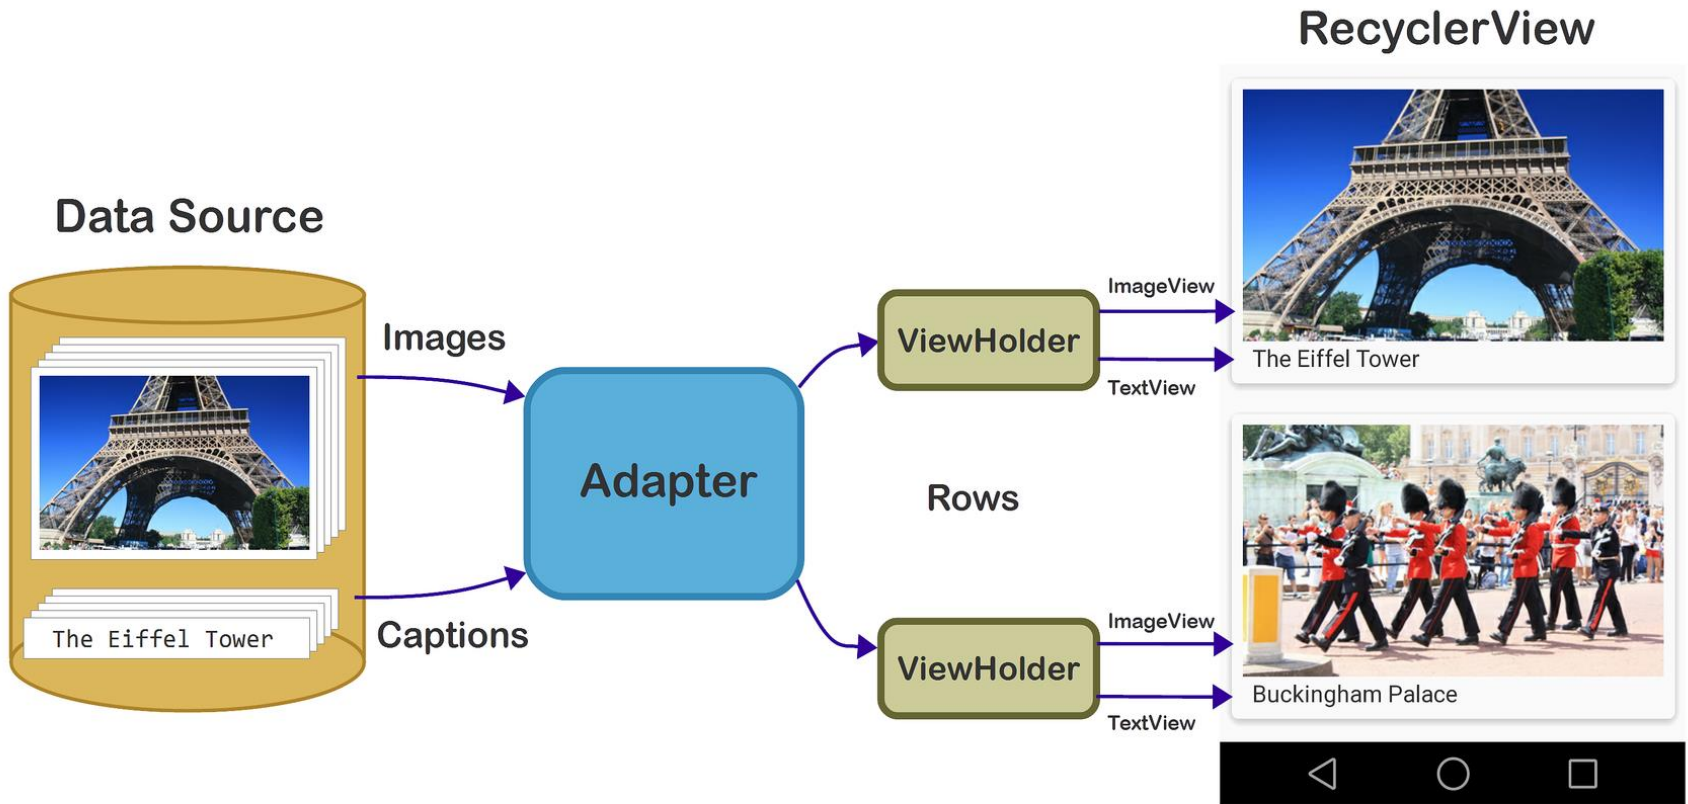 RecyclerView
Data Source
Images
The Eiffel Tower
Captions
Adapter
Rows
ViewHolder
ImageView
TextView
The Eiffel Tower
ViewHolder
ImageView
TextView
Buckingham Palace